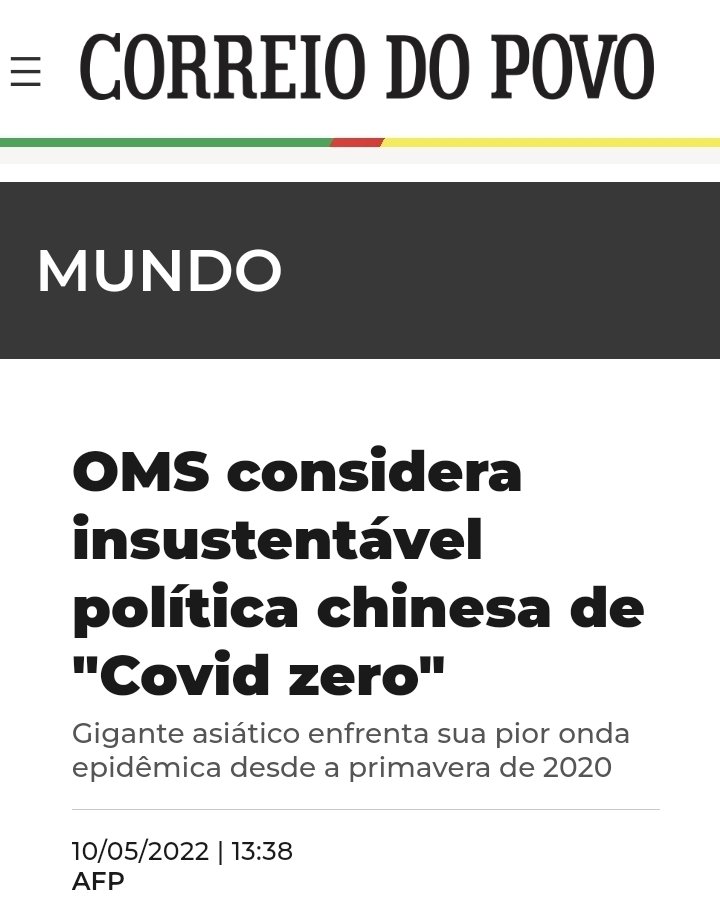 CORREIO DO POVO
MUNDO
OMS considera
insustentável
política chinesa de
"Covid zero"
Gigante asiático enfrenta sua pior onda
epidêmica desde a primavera de 2020
10/05/2022 | 13:38
AFP